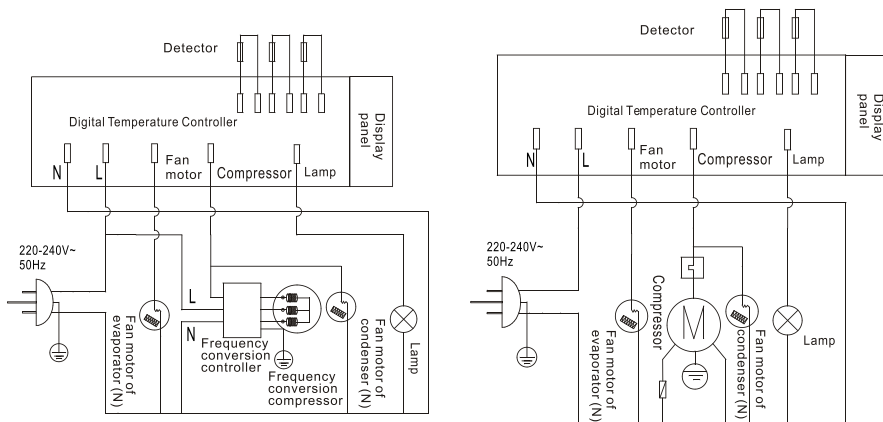 Detector
Digital Temperature Controller
Display
panel
N
L
Fan
motor
Compressor
Lamp
220-240V~
50Hz
Fan motor of
evaporator (N)
L
N
Frequency
conversion
controller
Frequency
conversion
compressor
Fan motor of
condenser (N)
Lamp
Detector
Digital Temperature Controller
Display
panel
N
L
Fan
motor
Compressor
Lamp
220-240V~
50Hz
Fan motor of
evaporator (N)
Compressor
M
Fan motor of
condenser (N)
Lamp